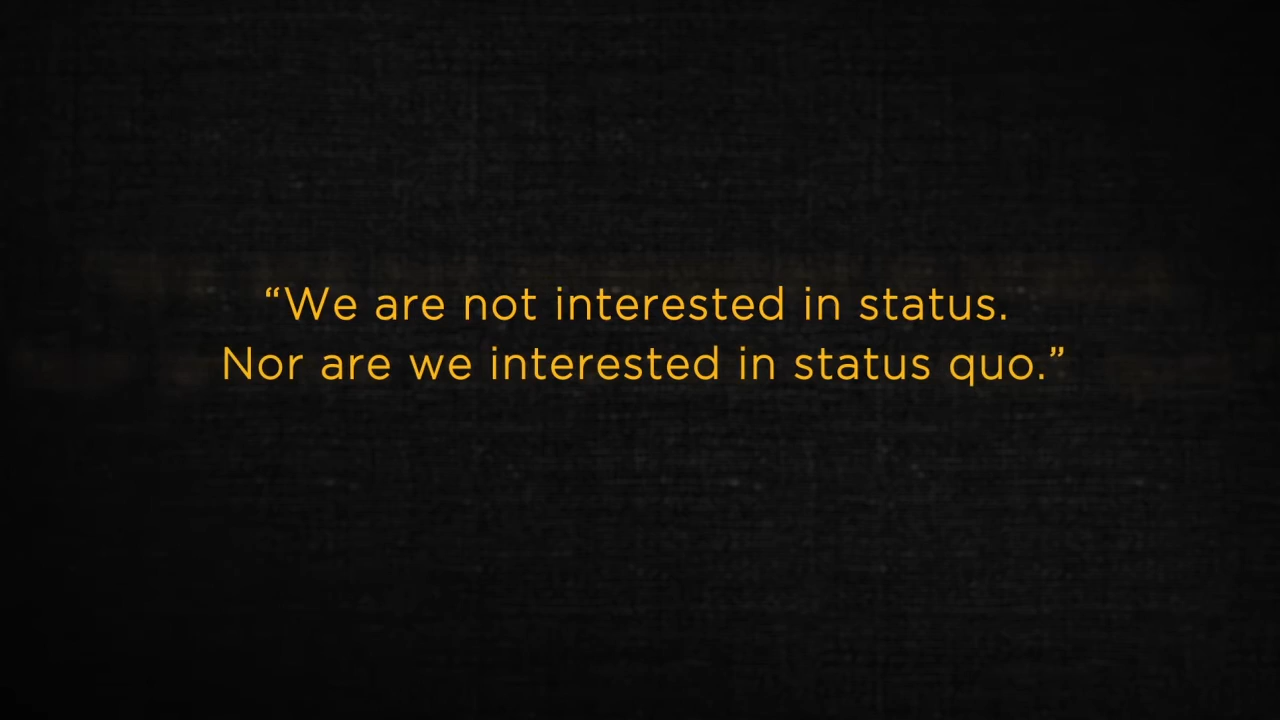 “We are not interested in status.
Nor are we interested in status quo.”